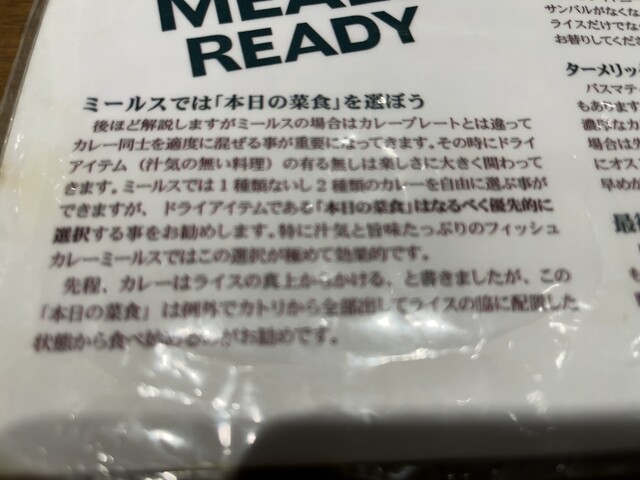 MEAL
READY
ミールスでは「本日の菜食」を選ぼう
後ほど解説しますがミールスの場合はカレープレートとは違って
カレー同士を適度に混ぜる事が重要になってきます。その時にドライ
アイテム（汁気の無い料理）の有る無しは楽しさに大きく関わって
きます。ミールスでは1種類ないし2種類のカレーを自由に選ぶ事が
できますが、ドライアイテムである「本日の菜食」はなるべく優先的に
選択する事をお勧めします。特に汁気と旨味たっぷりのフィッシュ
カレーミールスではこの選択が極めて効果的です。
先程、カレーはライスの真上からかける、と書きましたが、この
「本日の菜食」は例外でカトリから全部出してライスの脇に配置した
状態から食べ始めるのがお勧めです。
サンバルがなくな
ライスだけでな
お替りしてくだ
ターメリッ
バスマテ
もあります
濃厚なカ
場合は
にオス
早め
最